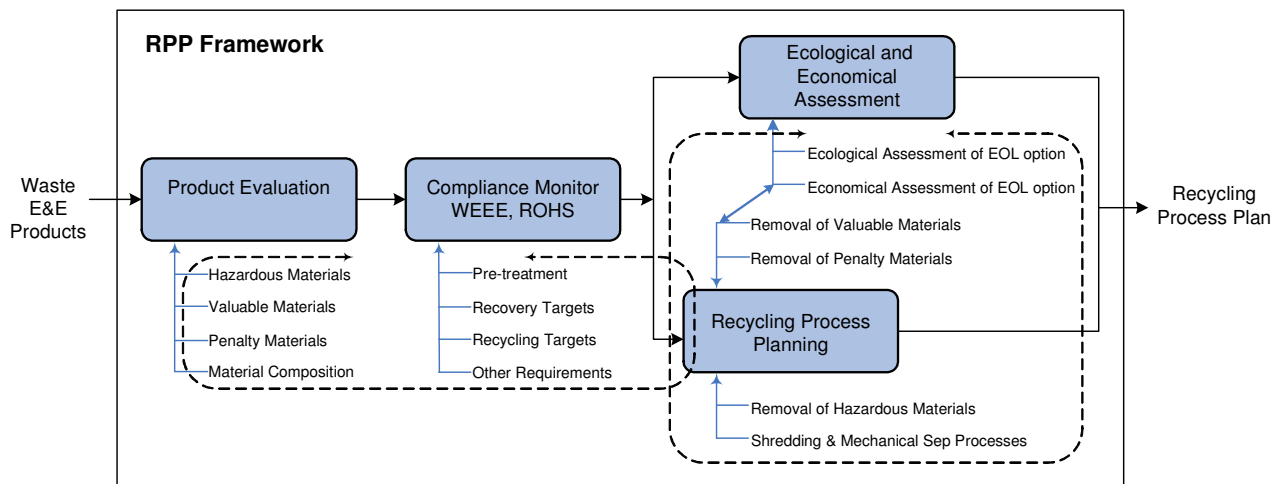 RPP Framework
Ecological and
Economical
Assessment
Waste
E&E
Products
Product Evaluation
Compliance Monitor
WEEE, ROHS
Ecological Assessment of EOL option
Economical Assessment of EOL option
Recycling
Process Plan
Removal of Valuable Materials
Removal of Penalty Materials
Hazardous Materials
Valuable Materials
Penalty Materials
Material Composition
Pre-treatment
Recovery Targets
Recycling Targets
Other Requirements
Recycling Process
Planning
Removal of Hazardous Materials
Shredding & Mechanical Sep Processes